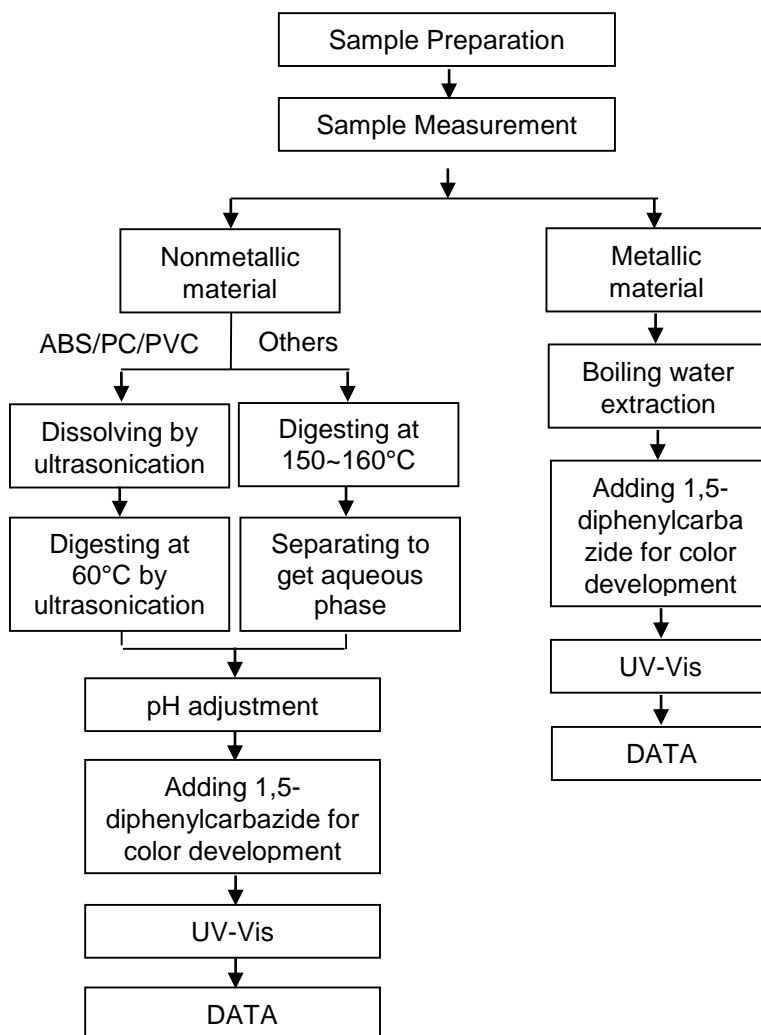 Sample Preparation
Sample Measurement
Nonmetallic
material
ABS/PC/PVC
Others
Dissolving by
ultrasonication
Digesting at
150~160°C
Digesting at
60°C by
ultrasonication
Separating to
get aqueous
phase
pH adjustment
Adding 1,5-
diphenylcarbazide for
color development
UV-Vis
DATA
Metallic
material
Boiling water
extraction
Adding 1,5-
diphenylcarba
zide for color
development
UV-Vis
DATA